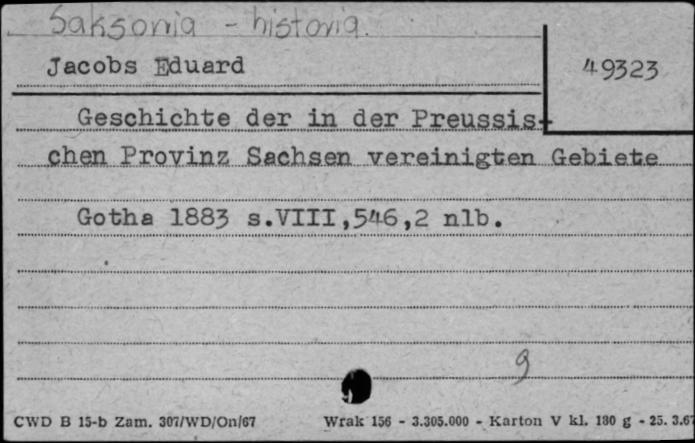 Saksonia - historia.
Jacobs Eduard
49323
Geschichte der in der Preussis-
chen Provinz Sachsen vereinigten Gebiete
Gotha 1883 s.VIII,546,2 nlb.
g
CWD B 15-b Zam. 307/WD/On/67 Wrak 156 - 3.305.000 - Karton V kl. 180 g - 25. 3.67